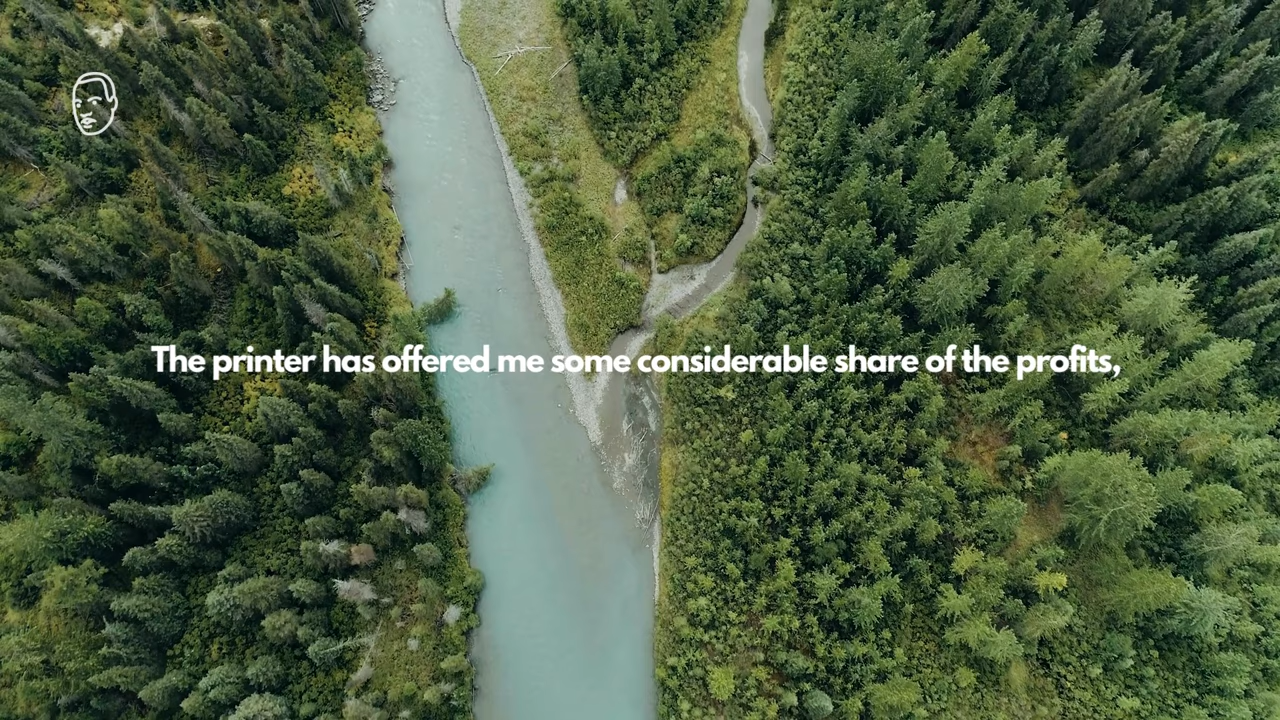 The printer has offered me some considerable share of the profits,